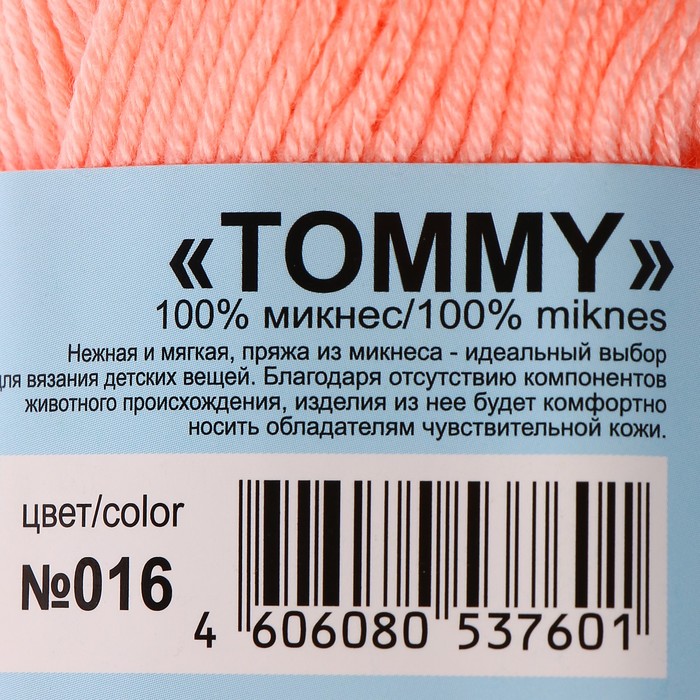 «TOMMY»
100% микнес/100% miknes
Нежная и мягкая, пряжа из микнеса - идеальный выбор
для вязания детских вещей. Благодаря отсутствию компонентов
животного происхождения, изделия из нее будет комфортно
носить обладателям чувствительной кожи.
цвет/color
№016
4 606080 537601